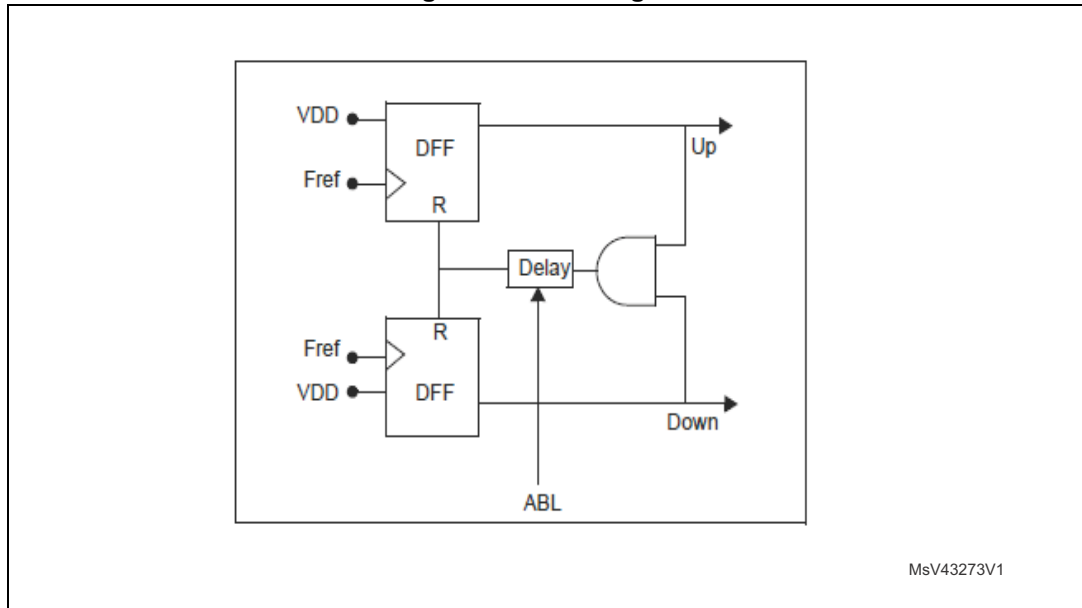 VDD
DFF
Up
Fref
R
Delay
R
Fref
DFF
VDD
Down
ABL
MsV43273V1